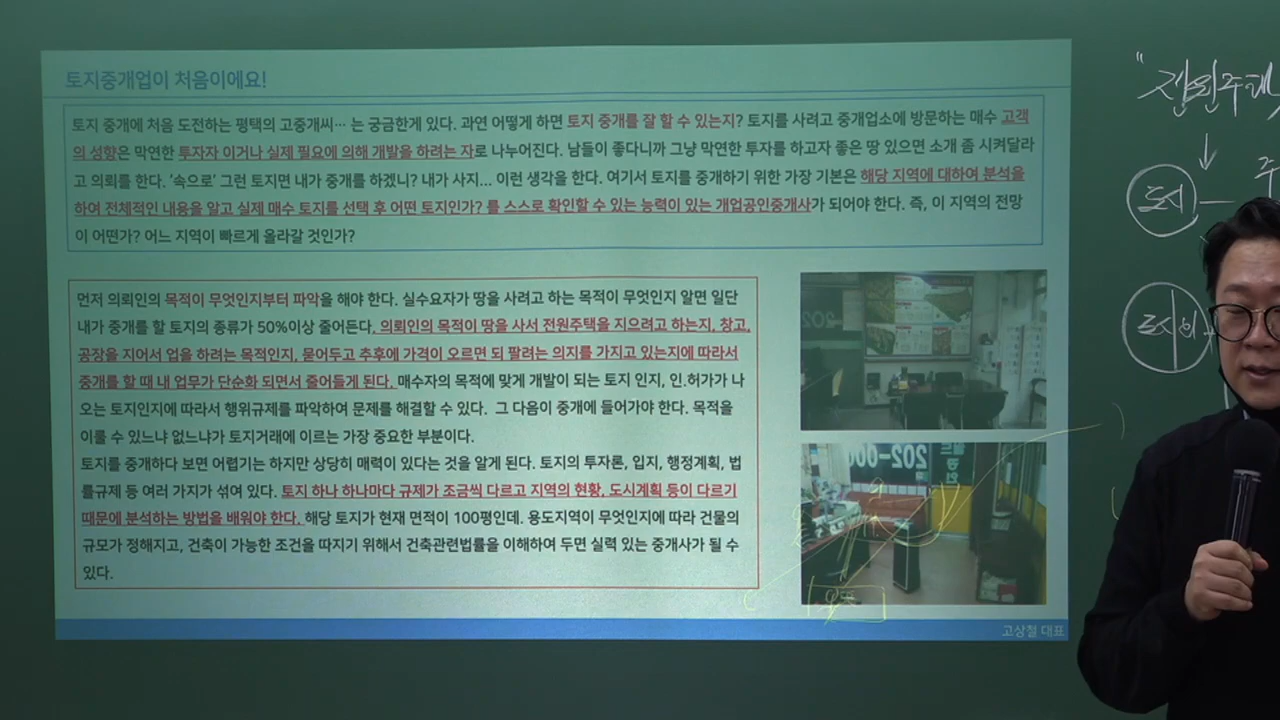 토지중개업이 처음이에요!
토지 중개에 처음 도전하는 평택의 고중개씨… 는 궁금한게 있다. 과연 어떻게 하면 토지 중개를 잘 할 수 있는지? 토지를 사려고 중개업소에 방문하는 매수 고객
의 성향은 막연한 투자자 이거나 실제 필요에 의해 개발을 하려는 자로 나누어진다. 남들이 좋다니까 그냥 막연한 투자를 하고자 좋은 땅 있으면 소개 좀 시켜달라
고 의뢰를 한다. ‘속으로’ 그런 토지면 내가 중개를 하겠니? 내가 사지… 이런 생각을 한다. 여기서 토지를 중개하기 위한 가장 기본은 해당 지역에 대하여 분석을
하여 전체적인 내용을 알고 실제 매수 토지를 선택 후 어떤 토지인가? 를 스스로 확인할 수 있는 능력이 있는 개업공인중개사가 되어야 한다. 즉, 이 지역의 전망
이 어떤가? 어느 지역이 빠르게 올라갈 것인가?
먼저 의뢰인의 목적이 무엇인지부터 파악을 해야 한다. 실수요자가 땅을 사려고 하는 목적이 무엇인지 알면 일단
내가 중개를 할 토지의 종류가 50%이상 줄어든다. 의뢰인의 목적이 땅을 사서 전원주택을 지으려고 하는지, 창고,
공장을 지어서 업을 하려는 목적인지, 묻어두고 추후에 가격이 오르면 되 팔려는 의지를 가지고 있는지에 따라서
중개를 할 때 내 업무가 단순화 되면서 줄어들게 된다. 매수자의 목적에 맞게 개발이 되는 토지 인지, 인.허가가 나
오는 토지인지에 따라서 행위규제를 파악하여 문제를 해결할 수 있다. 그 다음이 중개에 들어가야 한다. 목적을
이룰 수 있느냐 없느냐가 토지거래에 이르는 가장 중요한 부분이다.
토지를 중개하다 보면 어렵기는 하지만 상당히 매력이 있다는 것을 알게 된다. 토지의 투자론, 입지, 행정계획, 법
률규제 등 여러 가지가 섞여 있다. 토지 하나 하나마다 규제가 조금씩 다르고 지역의 현황, 도시계획 등이 다르기
때문에 분석하는 방법을 배워야 한다. 해당 토지가 현재 면적이 100평인데. 용도지역이 무엇인지에 따라 건물의
규모가 정해지고, 건축이 가능한 조건을 따지기 위해서 건축관련법률을 이해하여 두면 실력 있는 중개사가 될 수
있다.
고상철 대표
"전원주택
토지
주